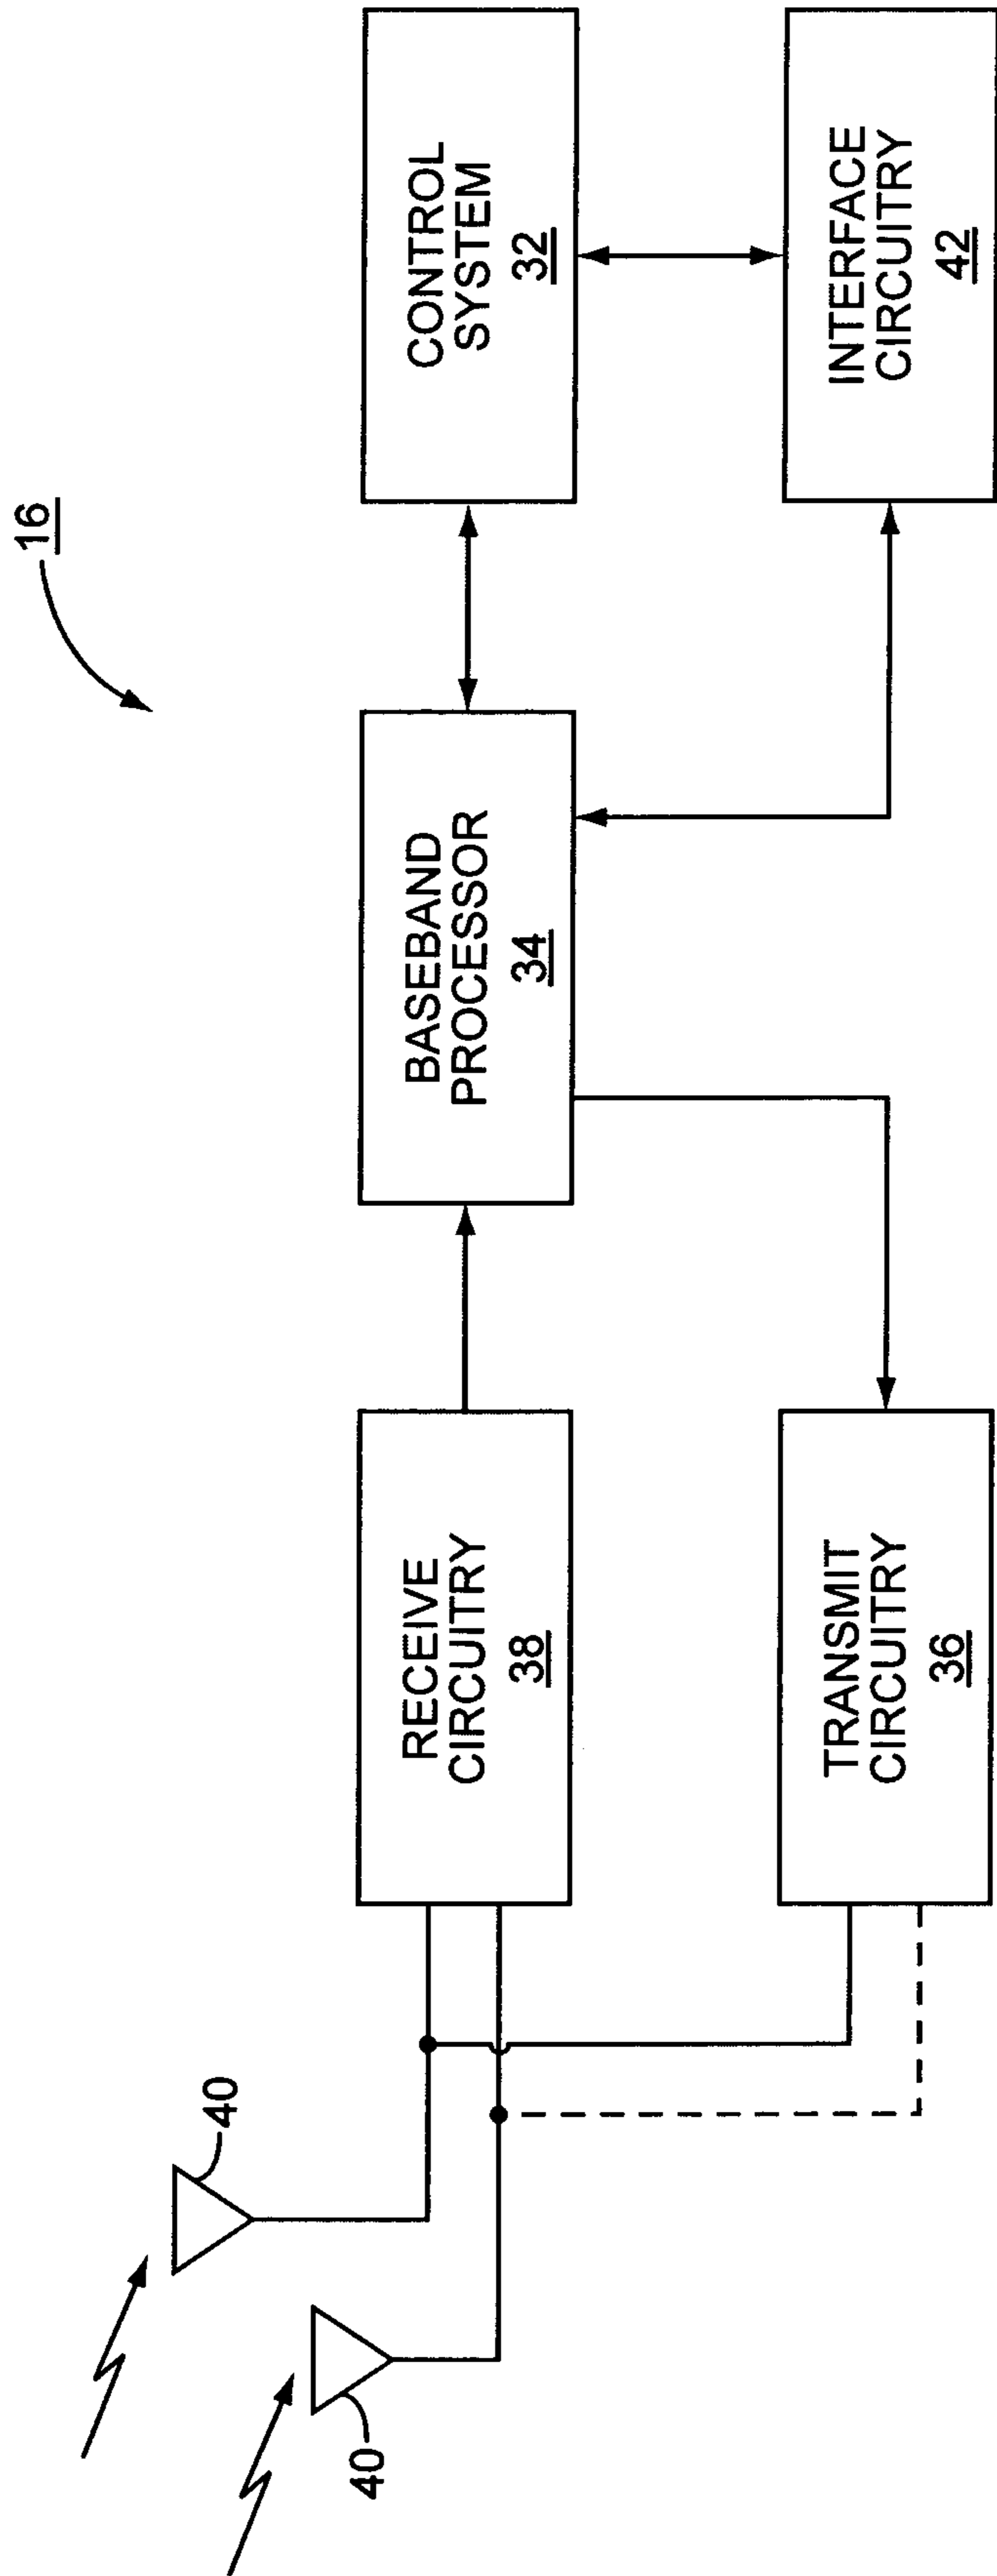 16
40
40
RECEIVE
CIRCUITRY
38
BASEBAND
PROCESSOR
34
CONTROL
SYSTEM
32
TRANSMIT
CIRCUITRY
36
INTERFACE
CIRCUITRY
42